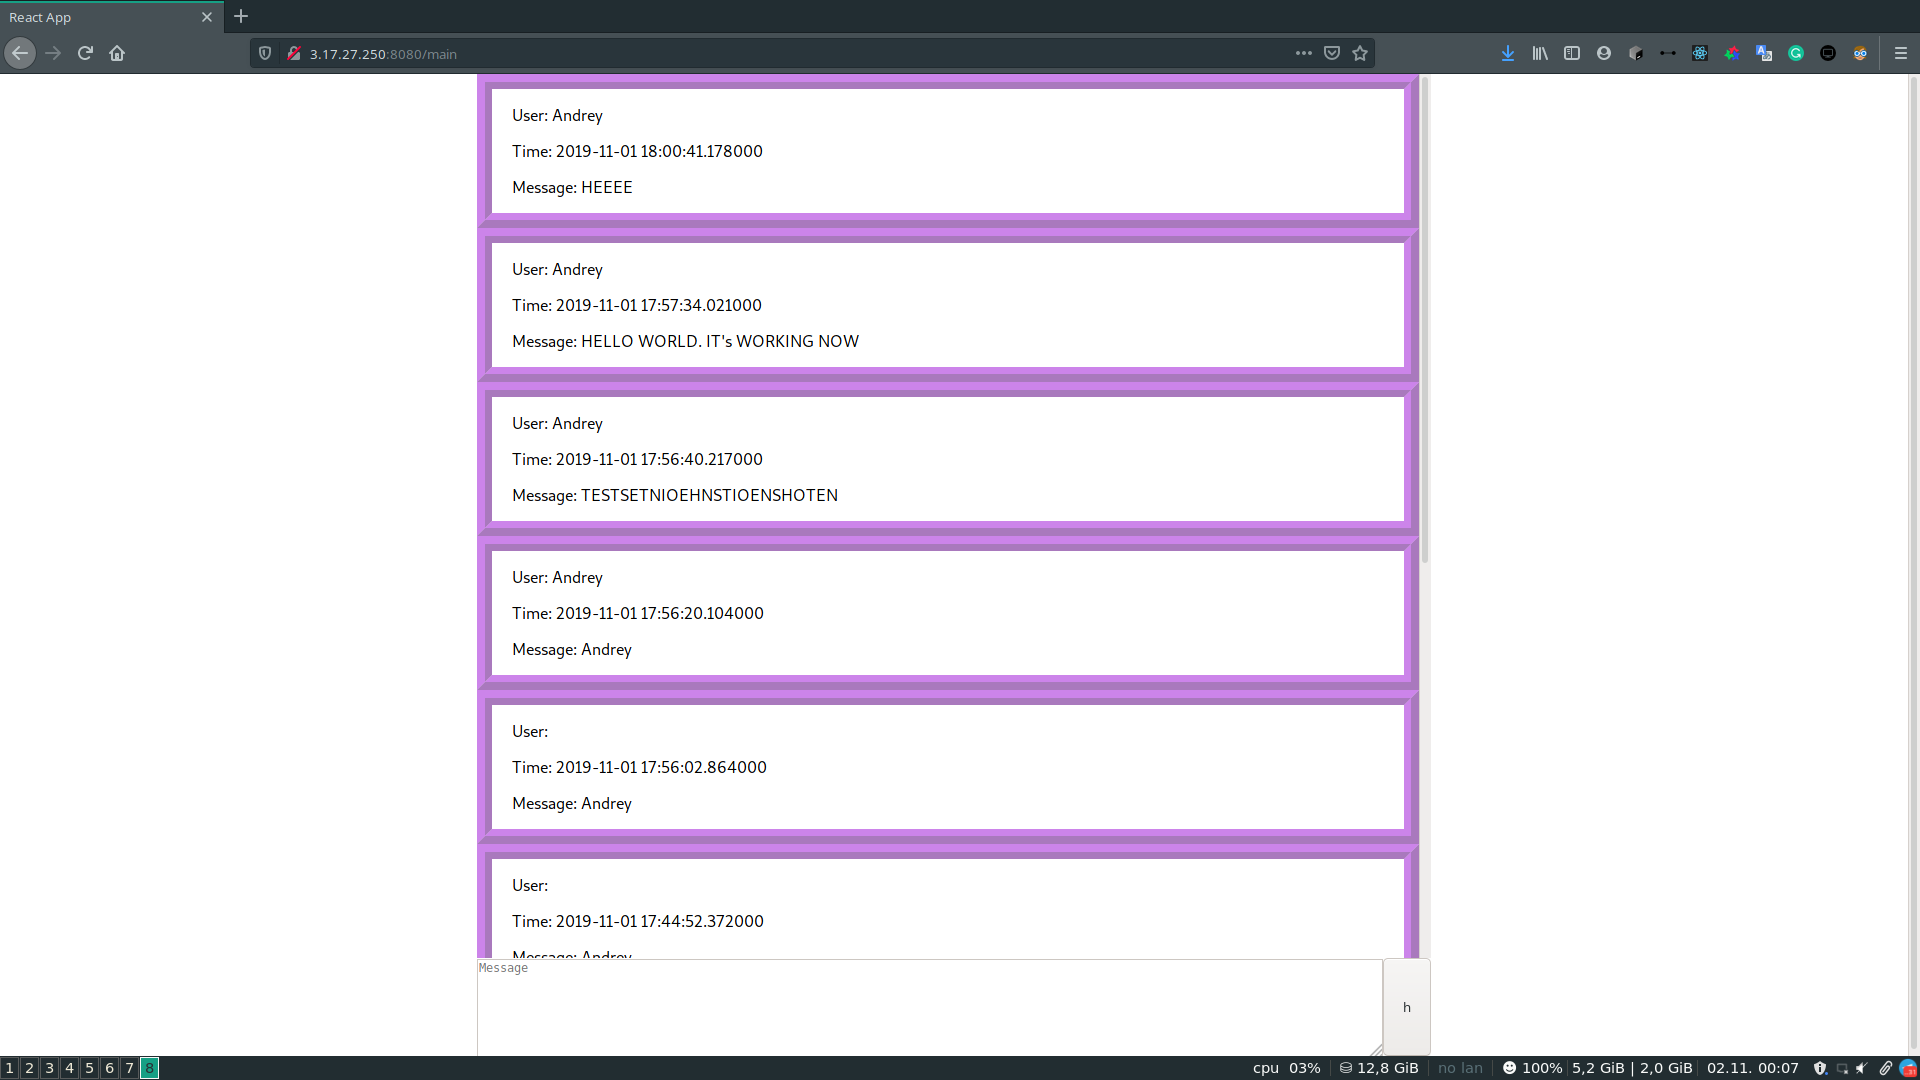 React App
3.17.27.250:8080/main
User: Andrey
Time: 2019-11-01 18:00:41.178000
Message: HEEEE
User: Andrey
Time: 2019-11-01 17:57:34.021000
Message: HELLO WORLD. IT's WORKING NOW
User: Andrey
Time: 2019-11-01 17:56:40.217000
Message: TESTSETNIOEHNSTIOENSHOTEN
User: Andrey
Time: 2019-11-01 17:56:20.104000
Message: Andrey
User:
Time: 2019-11-01 17:56:02.864000
Message: Andrey
User:
Time: 2019-11-01 17:44:52.372000
Message: Andrey
Message
h
1 2 3 4 5 6 7 8
cpu 03% 12,8 GiB no lan 100% 5,2 GiB | 2,0 GiB 02.11. 00:07